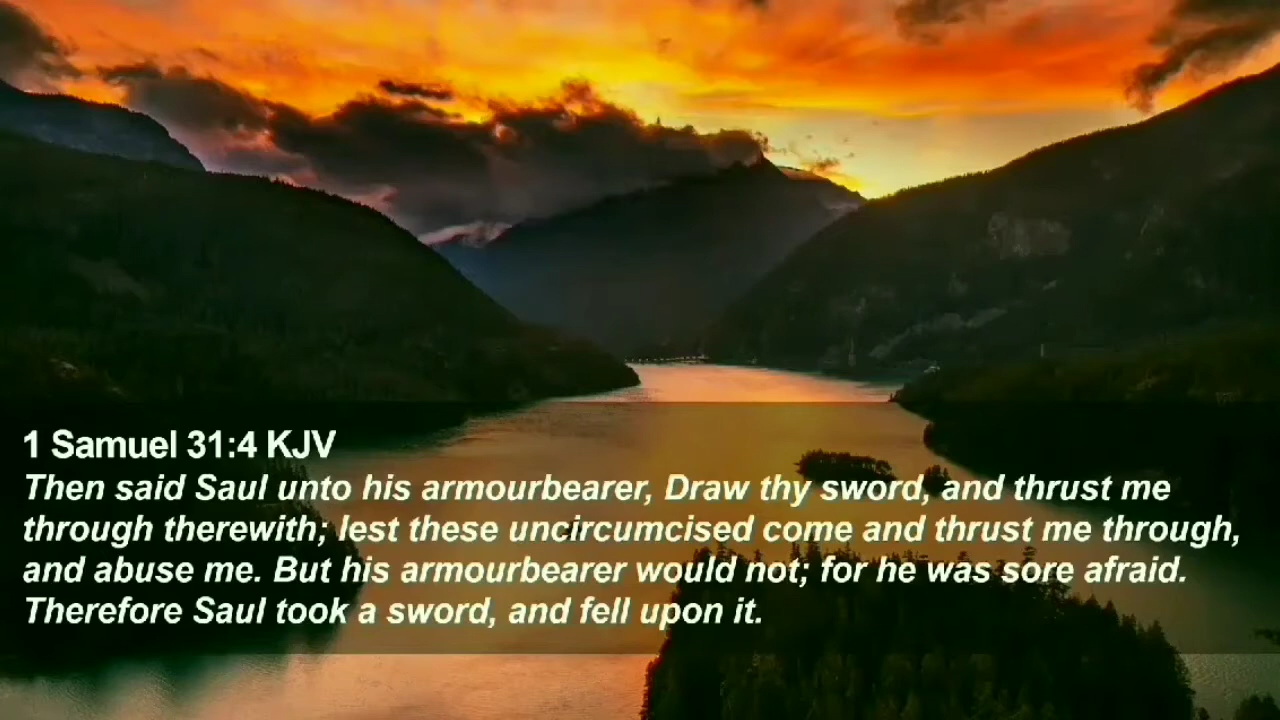 1 Samuel 31:4 KJV
Then said Saul unto his armourbearer, Draw thy sword, and thrust me
through therewith; lest these uncircumcised come and thrust me through,
and abuse me. But his armourbearer would not; for he was sore afraid.
Therefore Saul took a sword, and fell upon it.